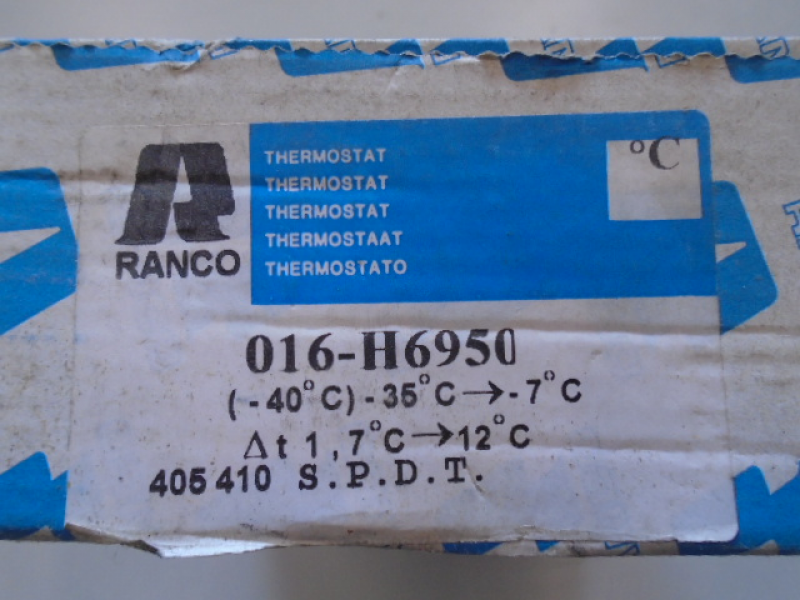 °C
THERMOSTAT
THERMOSTAT
THERMOSTAT
THERMOSTAAT
THERMOSTATO
RANCO
016-H6950
(-40°C) -35°C→-7°C
Δt 1,7°C→12°C
405 410 S.P.D.T.